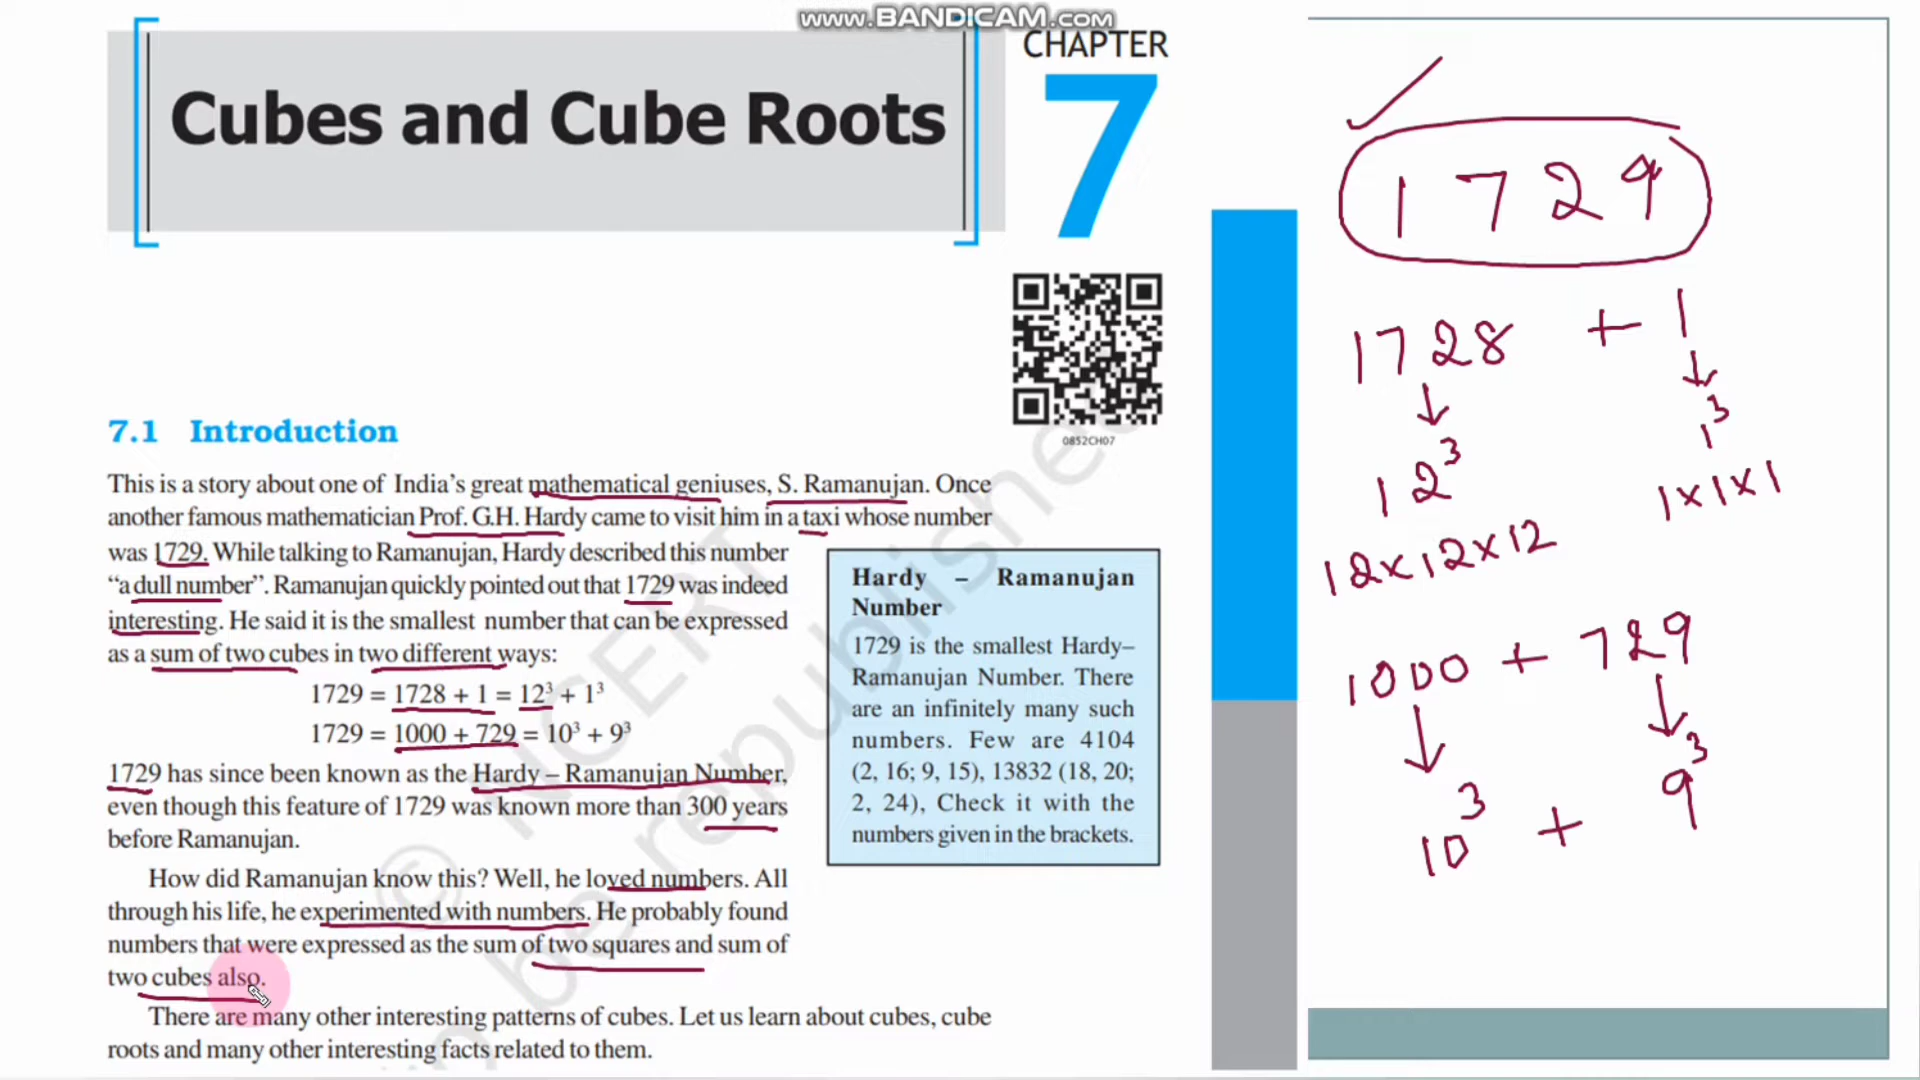 www.BANDICAM.com
Cubes and Cube Roots
CHAPTER
7
0852CH07
7.1 Introduction
This is a story about one of India's great mathematical geniuses, S. Ramanujan. Once
another famous mathematician Prof. G.H. Hardy came to visit him in a taxi whose number
was 1729. While talking to Ramanujan, Hardy described this number
“a dull number”. Ramanujan quickly pointed out that 1729 was indeed
interesting. He said it is the smallest number that can be expressed
as a sum of two cubes in two different ways:
1729 = 1728 + 1 = 12³ + 1³
1729 = 1000 + 729 = 10³ + 9³
1729 has since been known as the Hardy – Ramanujan Number,
even though this feature of 1729 was known more than 300 years
before Ramanujan.
How did Ramanujan know this? Well, he loved numbers. All
through his life, he experimented with numbers. He probably found
numbers that were expressed as the sum of two squares and sum of
two cubes also.
There are many other interesting patterns of cubes. Let us learn about cubes, cube
roots and many other interesting facts related to them.
Hardy – Ramanujan
Number
1729 is the smallest Hardy–
Ramanujan Number. There
are an infinitely many such
numbers. Few are 4104
(2, 16; 9, 15), 13832 (18, 20;
2, 24), Check it with the
numbers given in the brackets.
© NCERT
be republished
1729
1728 + 1
12³ 1³
12×12×12 1×1×1
1000 + 729
10³ + 9³